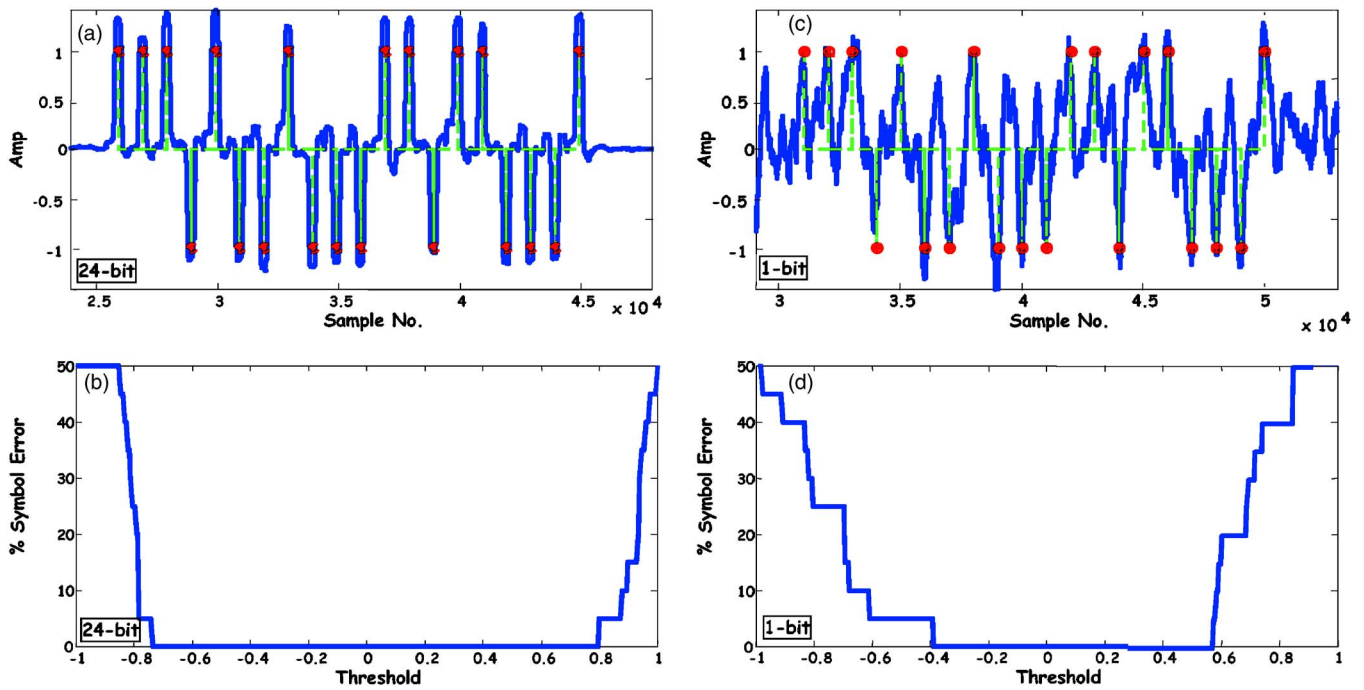 (a)
1
0.5
0
-0.5
-1
Amp
24-bit
2.5 3 3.5 4 4.5
x 10 4
Sample No.
(c)
1
0.5
0
-0.5
-1
Amp
1-bit
3 3.5 4 4.5 5
x 10 4
Sample No.
(b)
50
40
30
20
10
0
% Symbol Error
24-bit
-1 -0.8 -0.6 -0.4 -0.2 0 0.2 0.4 0.6 0.8 1
Threshold
(d)
50
40
30
20
10
0
% Symbol Error
1-bit
-1 -0.8 -0.6 -0.4 -0.2 0 0.2 0.4 0.6 0.8 1
Threshold